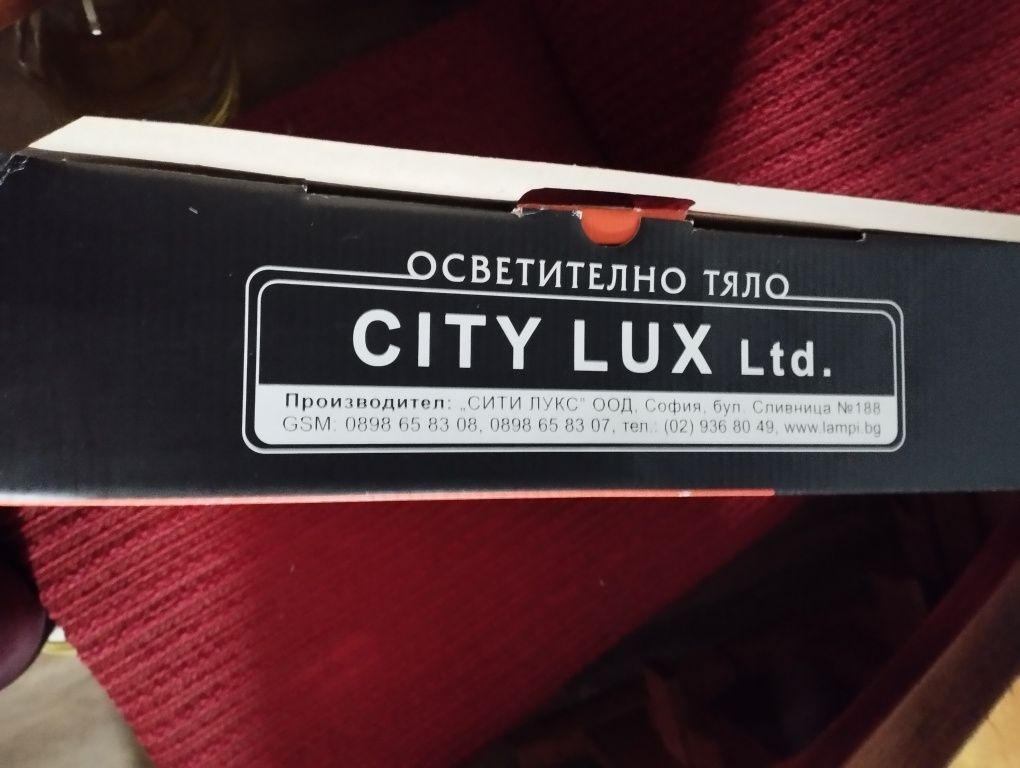 ОСВЕТИТЕЛНО ТЯЛО
CITY LUX Ltd.
Производител: „СИТИ ЛУКС" ООД, София, бул. Сливница №188
GSM: 0898 65 83 08, 0898 65 83 07, тел.: (02) 936 80 49, www.lampi.bg